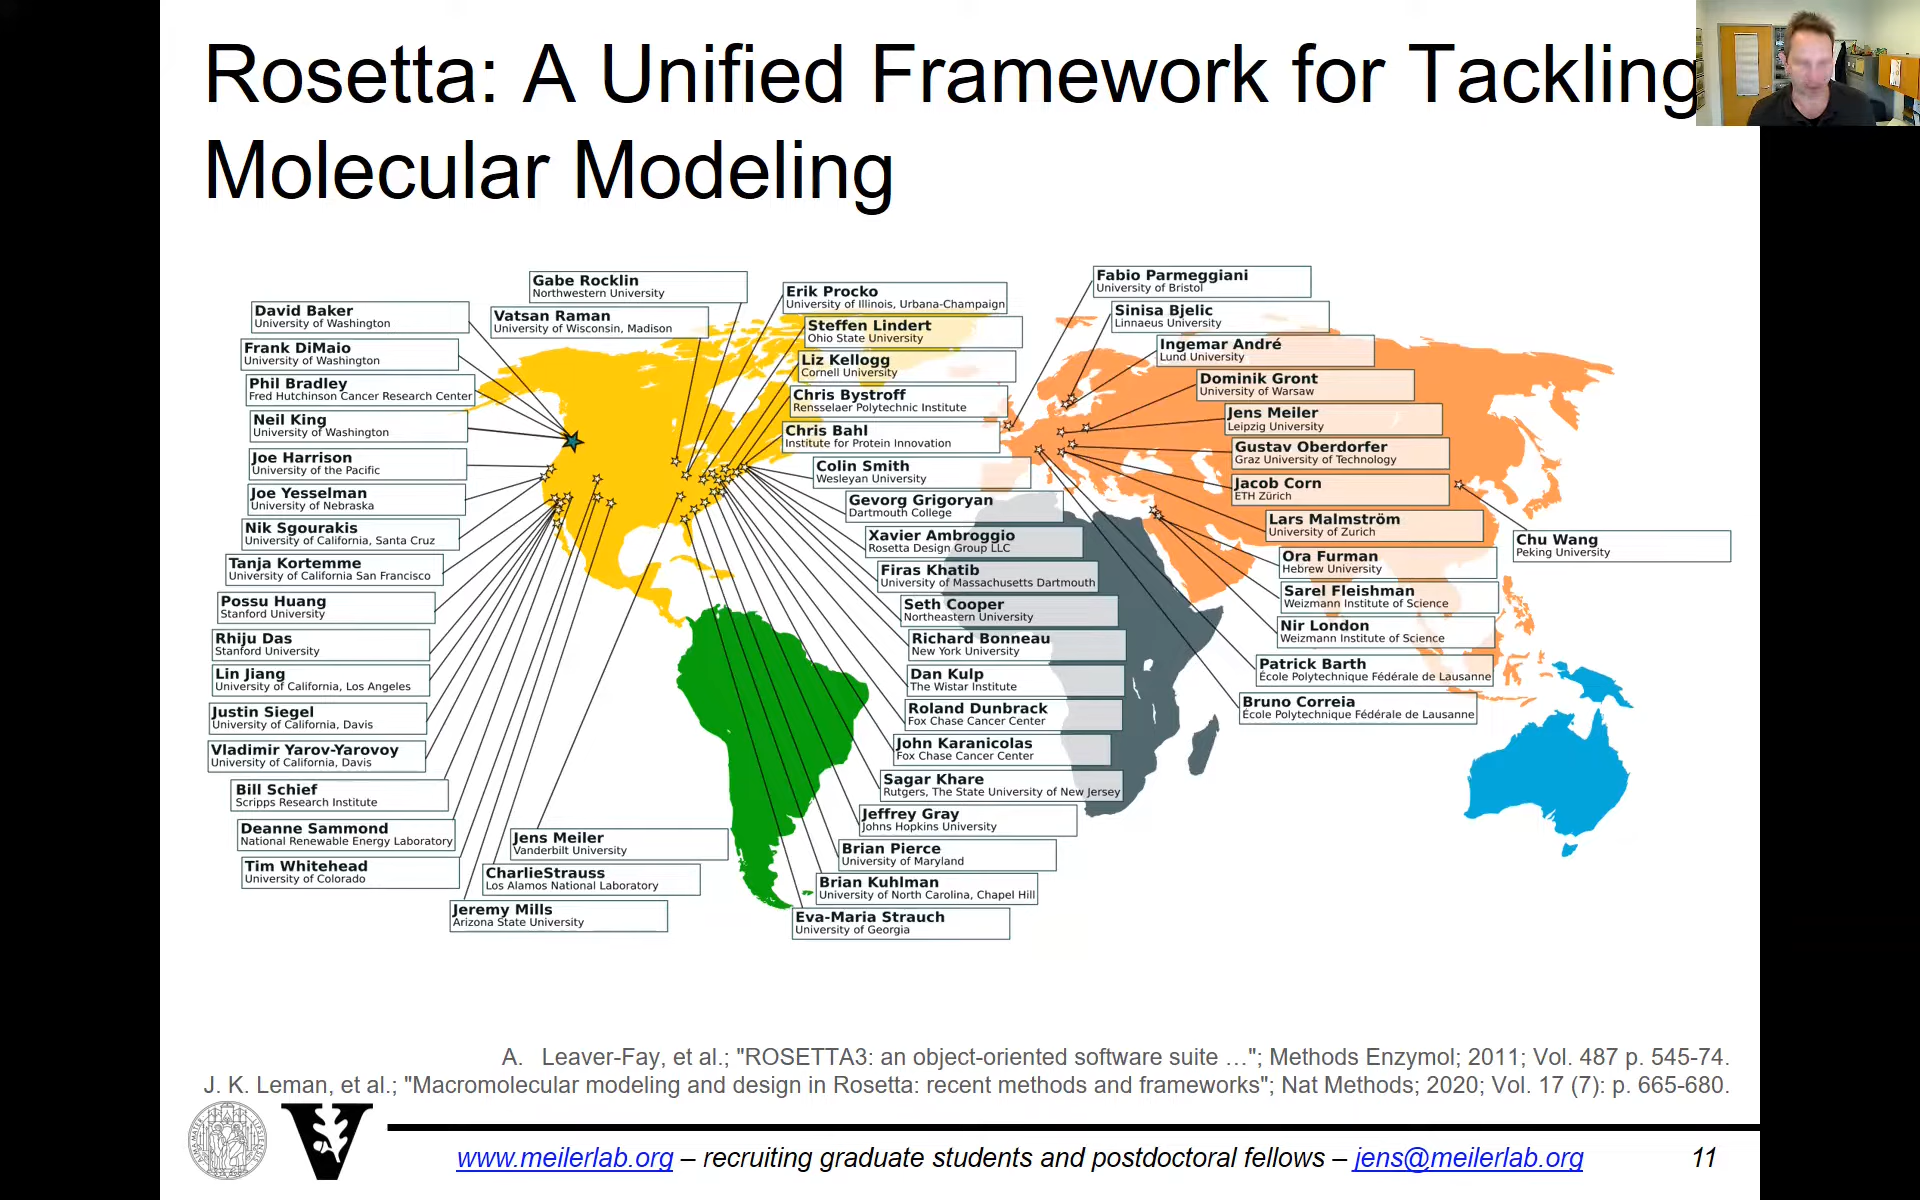 Rosetta: A Unified Framework for Tackling
Molecular Modeling
Gabe Rocklin
Northwestern University
David Baker
University of Washington
Vatsan Raman
University of Wisconsin, Madison
Frank DiMaio
University of Washington
Phil Bradley
Fred Hutchinson Cancer Research Center
Neil King
University of Washington
Joe Harrison
University of the Pacific
Joe Yesselman
University of Nebraska
Nik Sgourakis
University of California, Santa Cruz
Tanja Kortemme
University of California San Francisco
Possu Huang
Stanford University
Rhiju Das
Stanford University
Lin Jiang
University of California, Los Angeles
Justin Siegel
University of California, Davis
Vladimir Yarov-Yarovoy
University of California, Davis
Bill Schief
Scripps Research Institute
Deanne Sammond
National Renewable Energy Laboratory
Tim Whitehead
University of Colorado
Jens Meiler
Vanderbilt University
CharlieStrauss
Los Alamos National Laboratory
Jeremy Mills
Arizona State University
Erik Procko
University of Illinois, Urbana-Champaign
Steffen Lindert
Ohio State University
Liz Kellogg
Cornell University
Chris Bystroff
Rensselaer Polytechnic Institute
Chris Bahl
Institute for Protein Innovation
Colin Smith
Wesleyan University
Gevorg Grigoryan
Dartmouth College
Xavier Ambroggio
Rosetta Design Group LLC
Firas Khatib
University of Massachusetts Dartmouth
Seth Cooper
Northeastern University
Richard Bonneau
New York University
Dan Kulp
The Wistar Institute
Roland Dunbrack
Fox Chase Cancer Center
John Karanicolas
Fox Chase Cancer Center
Sagar Khare
Rutgers, The State University of New Jersey
Jeffrey Gray
Johns Hopkins University
Brian Pierce
University of Maryland
Brian Kuhlman
University of North Carolina, Chapel Hill
Eva-Maria Strauch
University of Georgia
Fabio Parmeggiani
University of Bristol
Sinisa Bjelic
Linnaeus University
Ingemar André
Lund University
Dominik Gront
University of Warsaw
Jens Meiler
Leipzig University
Gustav Oberdorfer
Graz University of Technology
Jacob Corn
ETH Zürich
Lars Malmström
University of Zurich
Chu Wang
Peking University
Ora Furman
Hebrew University
Sarel Fleishman
Weizmann Institute of Science
Nir London
Weizmann Institute of Science
Patrick Barth
École Polytechnique Fédérale de Lausanne
Bruno Correia
École Polytechnique Fédérale de Lausanne
A. Leaver-Fay, et al.; "ROSETTA3: an object-oriented software suite …"; Methods Enzymol; 2011; Vol. 487 p. 545-74.
J. K. Leman, et al.; "Macromolecular modeling and design in Rosetta: recent methods and frameworks"; Nat Methods; 2020; Vol. 17 (7): p. 665-680.
www.meilerlab.org – recruiting graduate students and postdoctoral fellows – jens@meilerlab.org
11